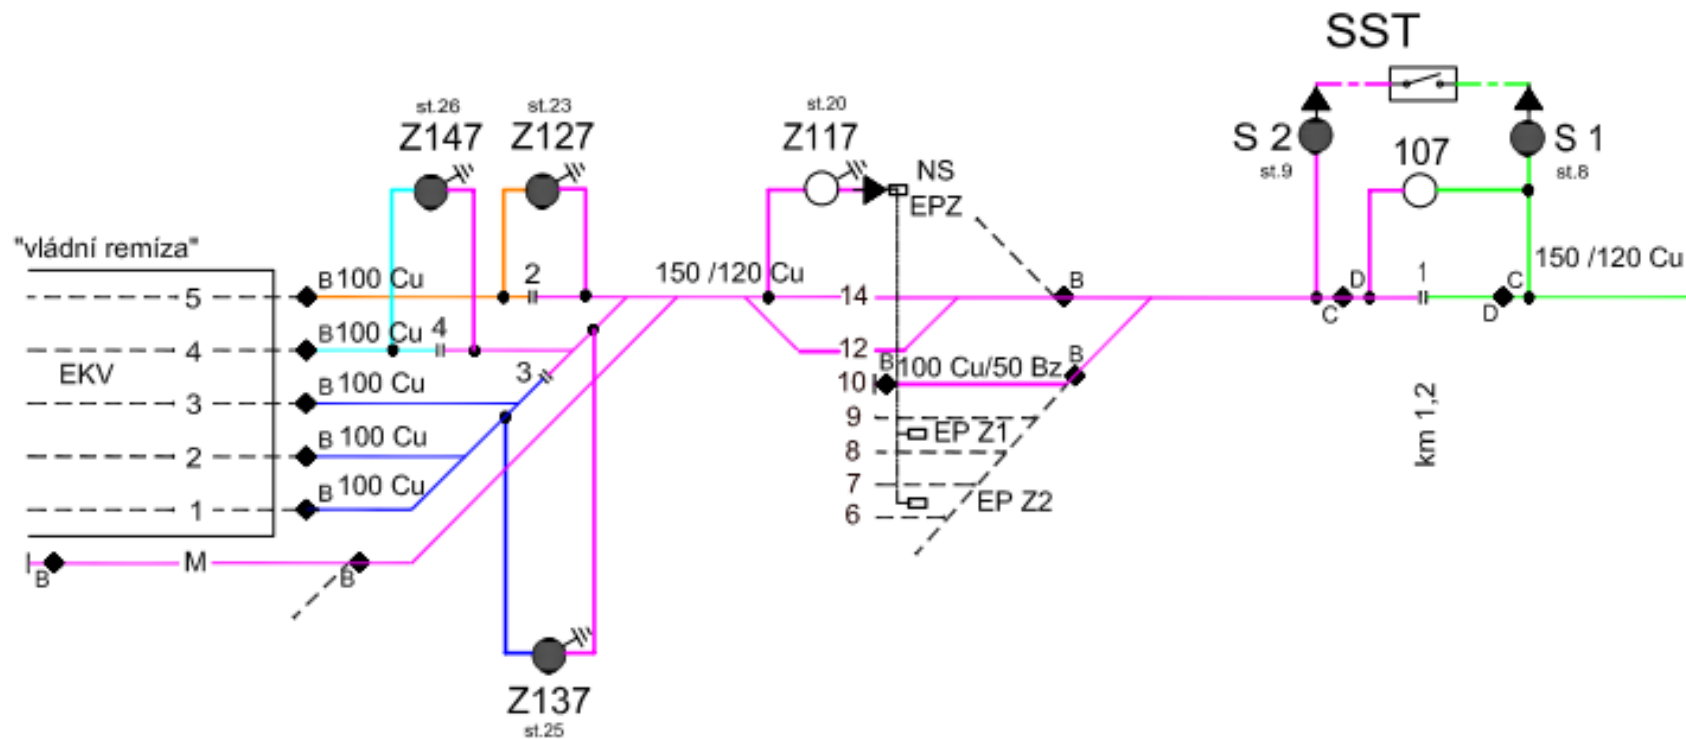 SST
st.26
Z147
st.23
Z127
st.20
Z117
NS
EPZ
S 2
st.9
107
S 1
st.8
"vládní remíza"
B 100 Cu
2
150 /120 Cu
14
B
D
C
1
C
D
150 /120 Cu
5
B 100 Cu
4
4
12
EKV
B 100 Cu
3
3
B 100 Cu/50 Bz
10
B
9
EP Z1
8
km 1,2
B 100 Cu
2
7
EP Z2
6
B 100 Cu
1
M
B
B
Z137
st.25